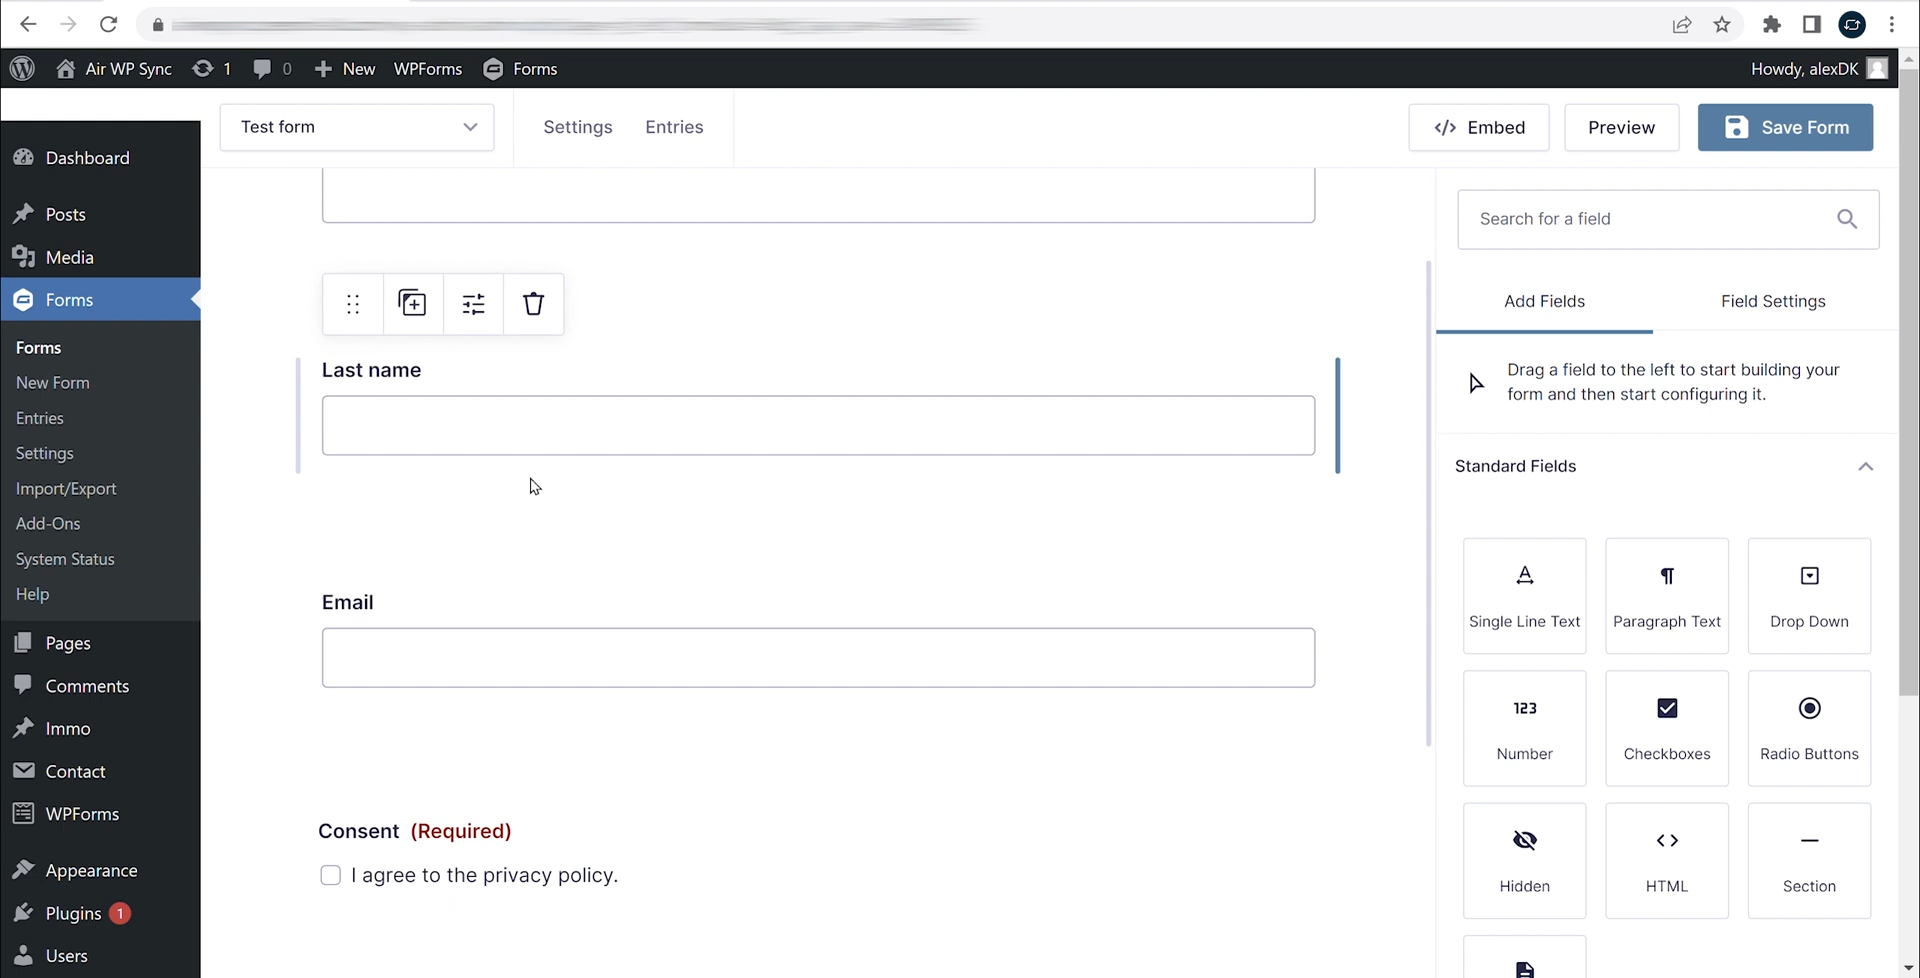 Air WP Sync
1
0
New
WPForms
Forms
Howdy, alexDK
Test form
Settings
Entries
</> Embed
Preview
Save Form
Dashboard
Posts
Media
Forms
Forms
New Form
Entries
Settings
Import/Export
Add-Ons
System Status
Help
Pages
Comments
Immo
Contact
WPForms
Appearance
Plugins 1
Users
Last name
Email
Consent (Required)
I agree to the privacy policy.
Search for a field
Add Fields
Field Settings
Drag a field to the left to start building your
form and then start configuring it.
Standard Fields
Single Line Text
Paragraph Text
Drop Down
123
Number
Checkboxes
Radio Buttons
Hidden
HTML
Section